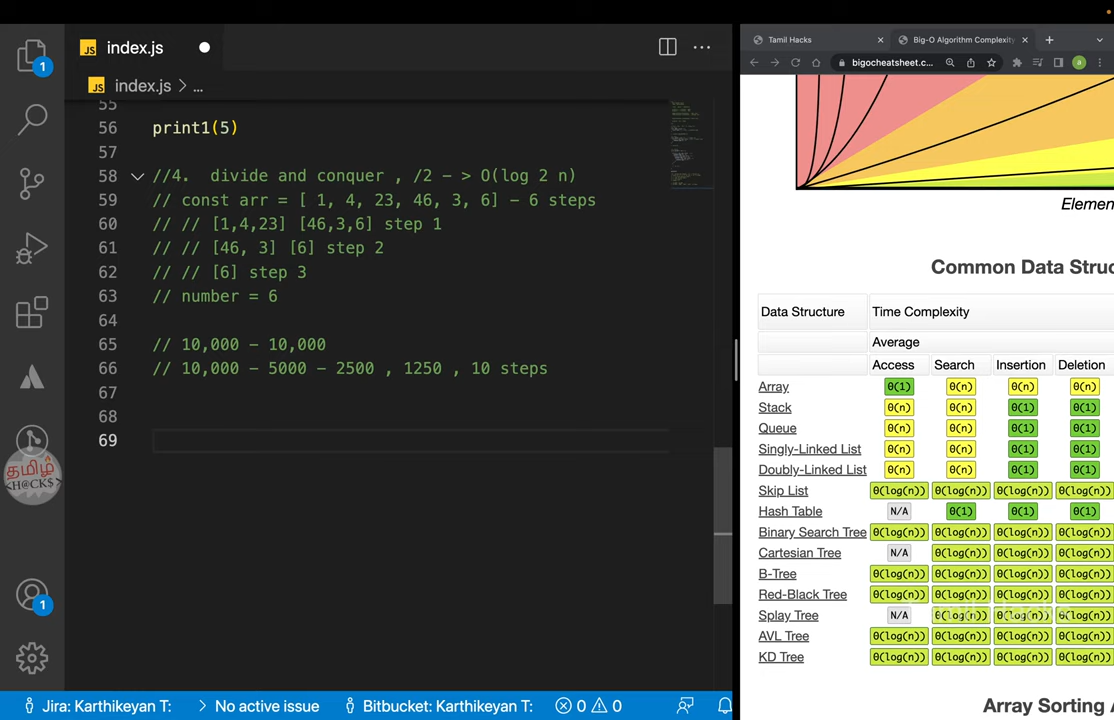 index.js
index.js > ...
55
56 print1(5)
57
58 //4.  divide and conquer , /2 - > O(log 2 n)
59 // const arr = [ 1, 4, 23, 46, 3, 6] - 6 steps
60 // // [1,4,23] [46,3,6] step 1
61 // // [46, 3] [6] step 2
62 // // [6] step 3
63 // number = 6
64
65 // 10,000 - 10,000
66 // 10,000 - 5000 - 2500 , 1250 , 10 steps
67
68
69
1
தமிழ்
<H@CK$>
1
Jira: Karthikeyan T: > No active issue Bitbucket: Karthikeyan T: 0 0
Tamil Hacks × Big-O Algorithm Complexity × +
bigocheatsheet.c... a
Elemen
Common Data Struc
Data Structure Time Complexity
Average
Access Search Insertion Deletion
Array Θ(1) Θ(n) Θ(n) Θ(n)
Stack Θ(n) Θ(n) Θ(1) Θ(1)
Queue Θ(n) Θ(n) Θ(1) Θ(1)
Singly-Linked List Θ(n) Θ(n) Θ(1) Θ(1)
Doubly-Linked List Θ(n) Θ(n) Θ(1) Θ(1)
Skip List Θ(log(n)) Θ(log(n)) Θ(log(n)) Θ(log(n))
Hash Table N/A Θ(1) Θ(1) Θ(1)
Binary Search Tree Θ(log(n)) Θ(log(n)) Θ(log(n)) Θ(log(n))
Cartesian Tree N/A Θ(log(n)) Θ(log(n)) Θ(log(n))
B-Tree Θ(log(n)) Θ(log(n)) Θ(log(n)) Θ(log(n))
Red-Black Tree Θ(log(n)) Θ(log(n)) Θ(log(n)) Θ(log(n))
Splay Tree N/A Θ(log(n)) Θ(log(n)) Θ(log(n))
AVL Tree Θ(log(n)) Θ(log(n)) Θ(log(n)) Θ(log(n))
KD Tree Θ(log(n)) Θ(log(n)) Θ(log(n)) Θ(log(n))
Array Sorting A